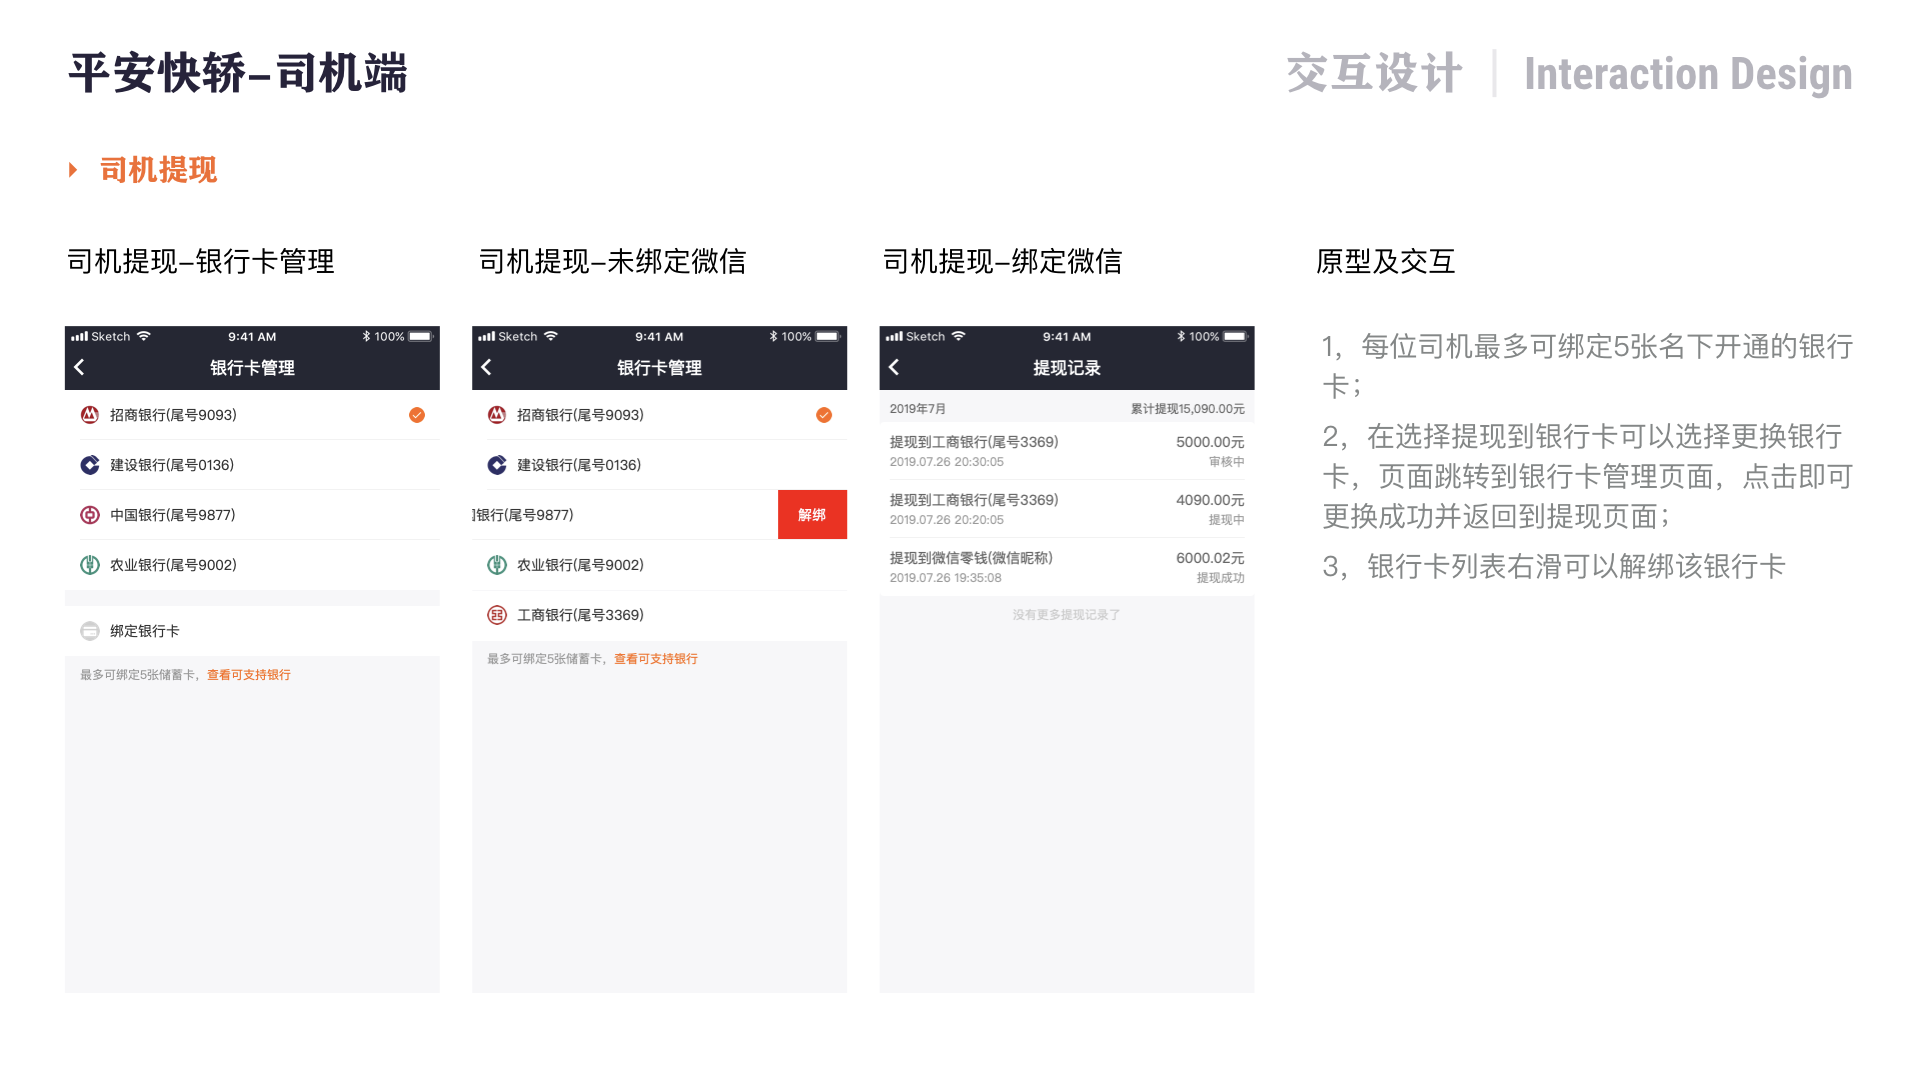 平安快轿–司机端
交互设计
Interaction Design
司机提现
司机提现–银行卡管理
Sketch
9:41 AM
100%
银行卡管理
招商银行(尾号9093)
建设银行(尾号0136)
中国银行(尾号9877)
农业银行(尾号9002)
绑定银行卡
最多可绑定5张储蓄卡，查看可支持银行
司机提现–未绑定微信
Sketch
9:41 AM
100%
银行卡管理
招商银行(尾号9093)
建设银行(尾号0136)
银行(尾号9877)
解绑
农业银行(尾号9002)
工商银行(尾号3369)
最多可绑定5张储蓄卡，查看可支持银行
司机提现–绑定微信
Sketch
9:41 AM
100%
提现记录
2019年7月
累计提现15,090.00元
提现到工商银行(尾号3369)
5000.00元
2019.07.26 20:30:05
审核中
提现到工商银行(尾号3369)
4090.00元
2019.07.26 20:20:05
提现中
提现到微信零钱(微信昵称)
6000.02元
2019.07.26 19:35:08
提现成功
没有更多提现记录了
原型及交互
1，每位司机最多可绑定5张名下开通的银行
卡；
2，在选择提现到银行卡可以选择更换银行
卡，页面跳转到银行卡管理页面，点击即可
更换成功并返回到提现页面；
3，银行卡列表右滑可以解绑该银行卡